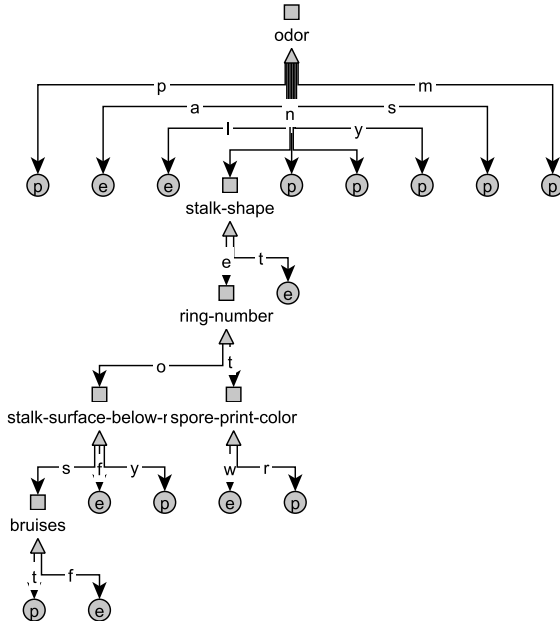 odor
p m
a s
n
l y
p e e p p p p p
stalk-shape
e t
e
ring-number
o t
stalk-surface-below-r spore-print-color
s f y w r
e p e p
bruises
t f
p e